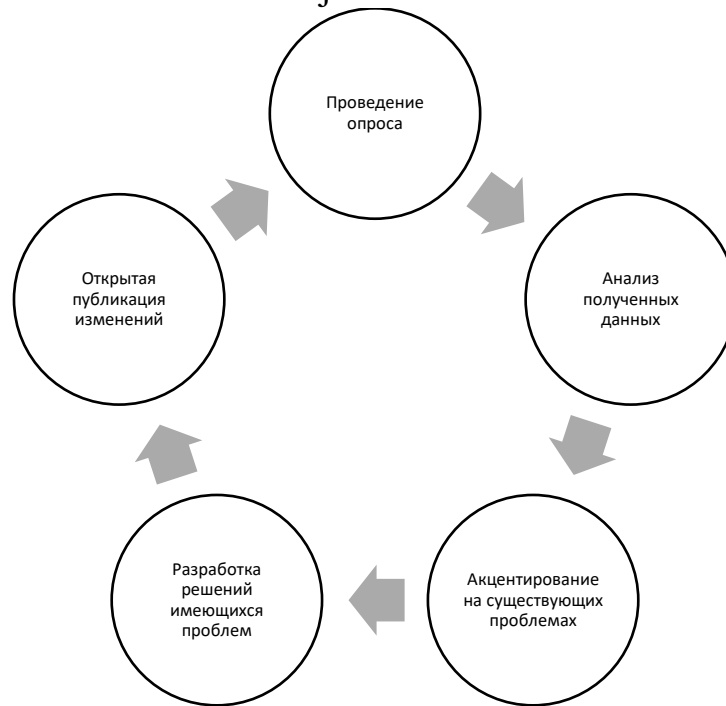 Проведение
опроса
Анализ
полученных
данных
Акцентирование
на существующих
проблемах
Разработка
решений
имеющихся
проблем
Открытая
публикация
изменений